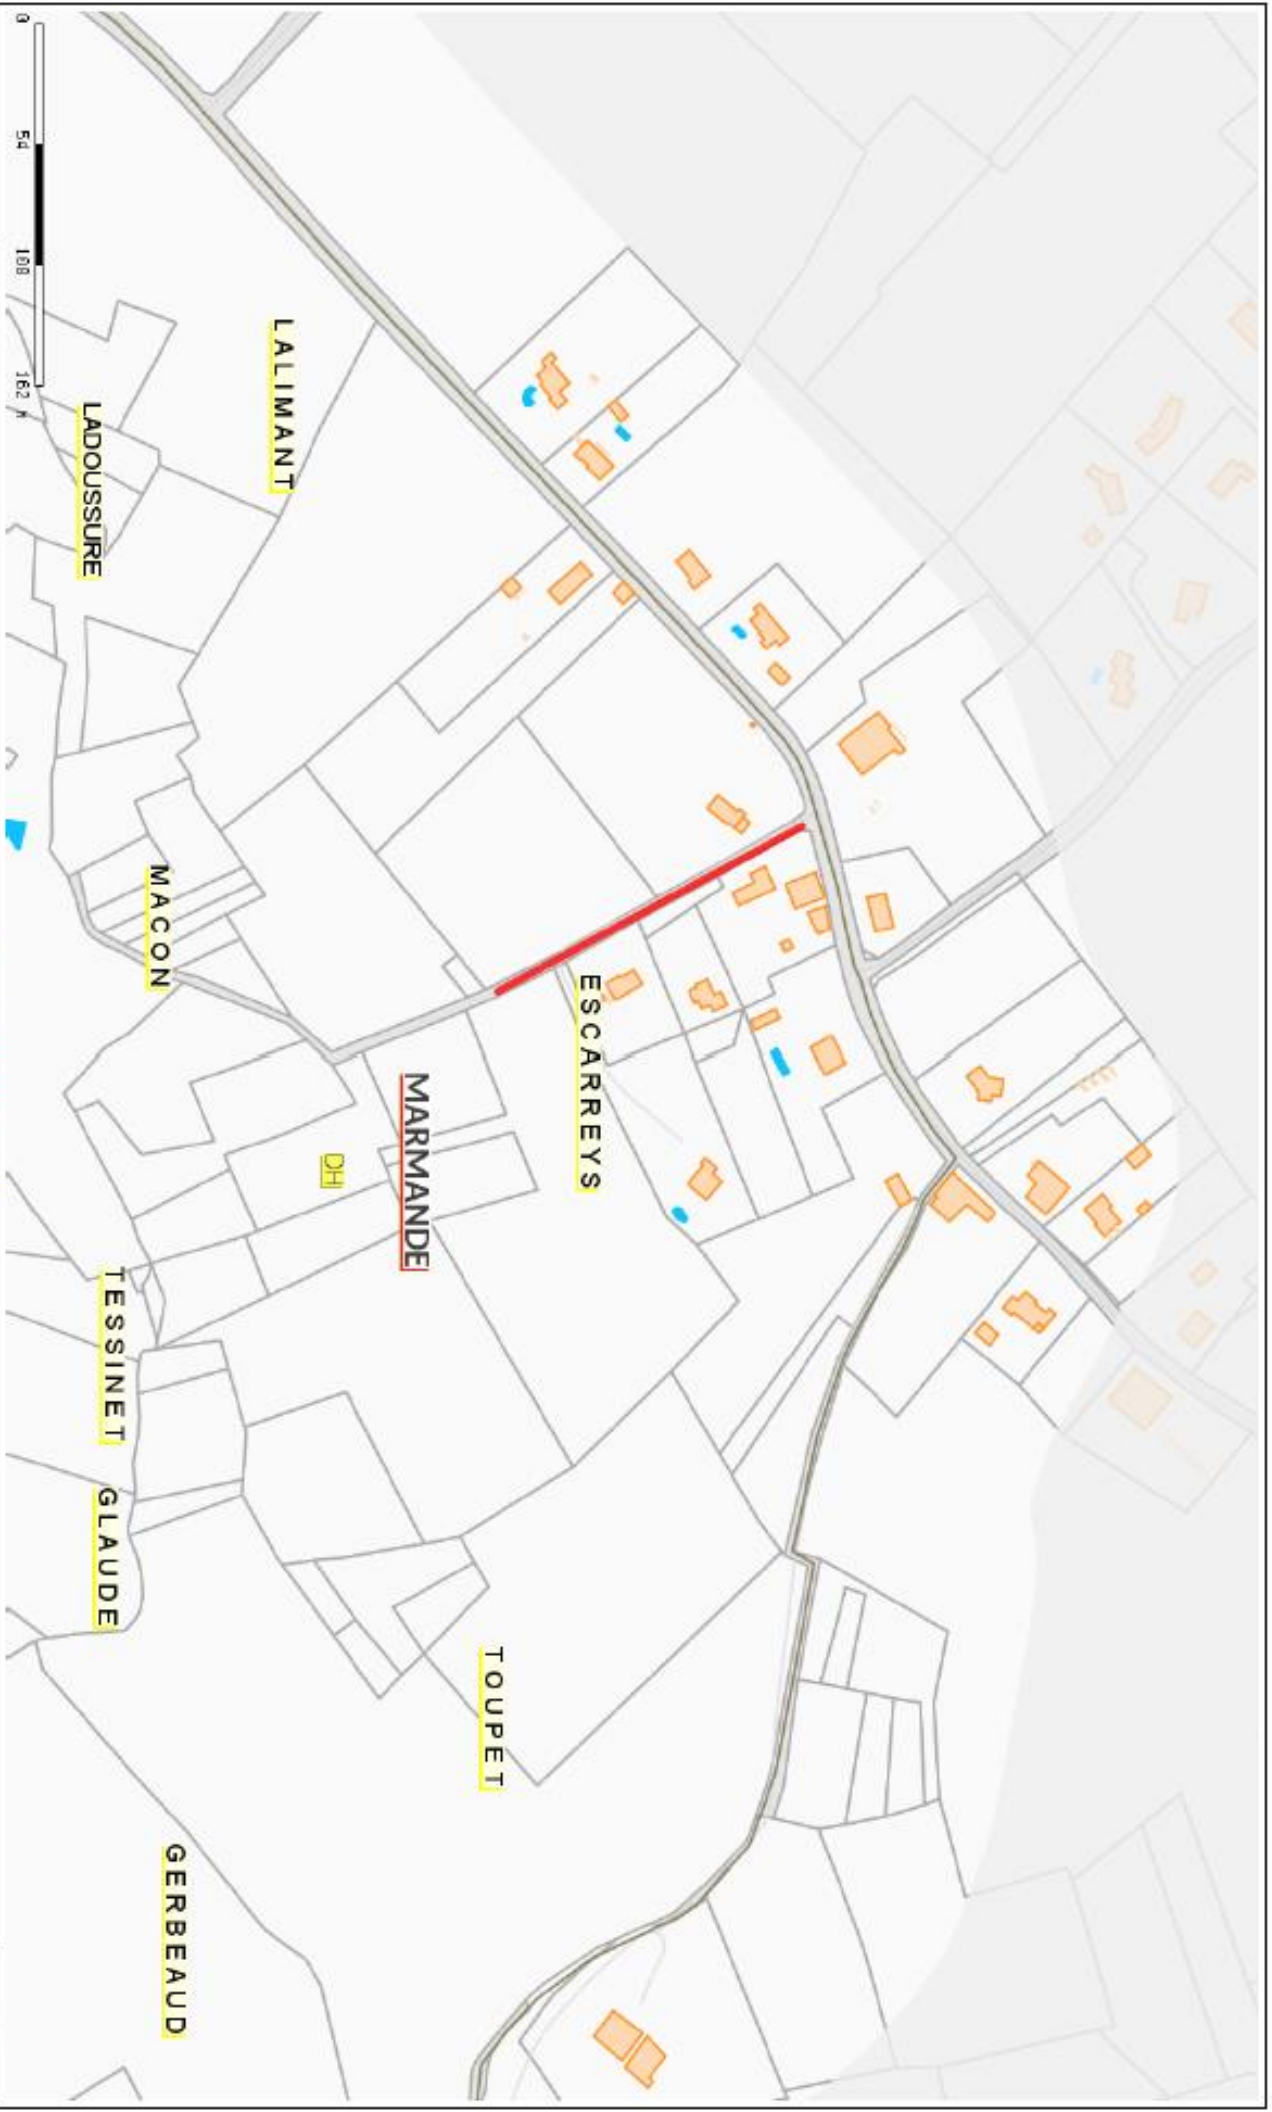 ESCARREYS
TOUPET
MARMANDE
DH
LALIMANT
GERBEAUD
MACON
TESSINET
GLAUDE
LADOUSSURE
0 54 108 162 m